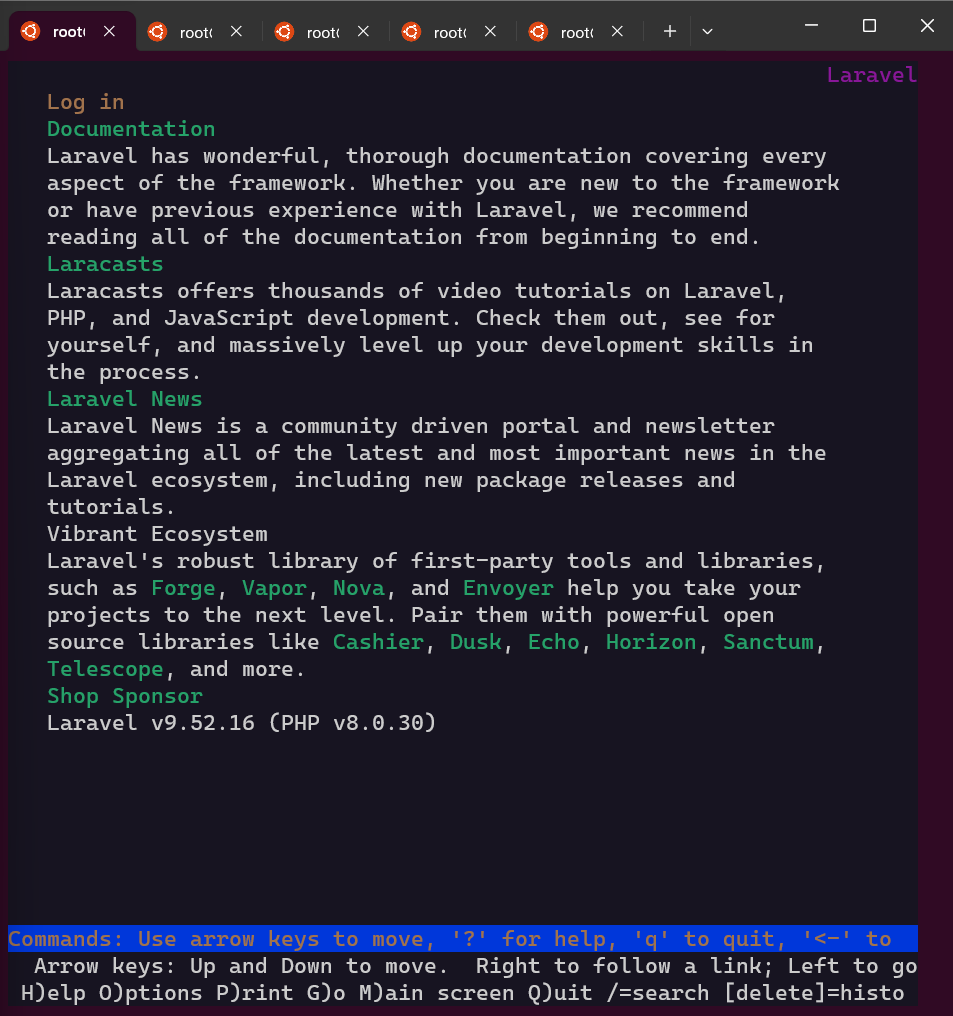 root(
root(
root(
root(
root(
Laravel
Log in
Documentation
Laravel has wonderful, thorough documentation covering every
aspect of the framework. Whether you are new to the framework
or have previous experience with Laravel, we recommend
reading all of the documentation from beginning to end.
Laracasts
Laracasts offers thousands of video tutorials on Laravel,
PHP, and JavaScript development. Check them out, see for
yourself, and massively level up your development skills in
the process.
Laravel News
Laravel News is a community driven portal and newsletter
aggregating all of the latest and most important news in the
Laravel ecosystem, including new package releases and
tutorials.
Vibrant Ecosystem
Laravel's robust library of first-party tools and libraries,
such as Forge, Vapor, Nova, and Envoyer help you take your
projects to the next level. Pair them with powerful open
source libraries like Cashier, Dusk, Echo, Horizon, Sanctum,
Telescope, and more.
Shop Sponsor
Laravel v9.52.16 (PHP v8.0.30)
Commands: Use arrow keys to move, '?' for help, 'q' to quit, '<-' to
Arrow keys: Up and Down to move.  Right to follow a link; Left to go
H)elp O)ptions P)rint G)o M)ain screen Q)uit /=search [delete]=histo